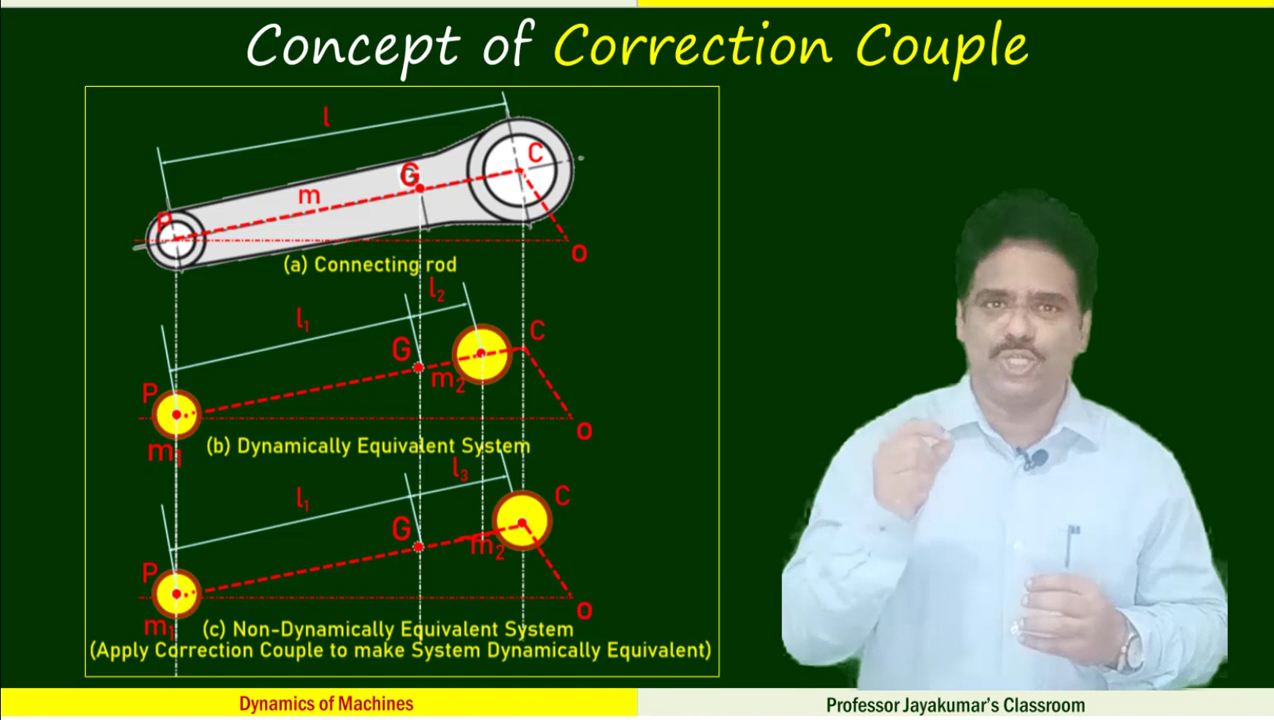 Concept of Correction Couple
l
C
G
m
P
O
(a) Connecting rod
l₂
l₁
C
G
m₂
P
O
(b) Dynamically Equivalent System
m₁
l₃
l₁
C
G
m₂
P
O
(c) Non-Dynamically Equivalent System
m₁
(Apply Correction Couple to make System Dynamically Equivalent)
Dynamics of Machines
Professor Jayakumar's Classroom